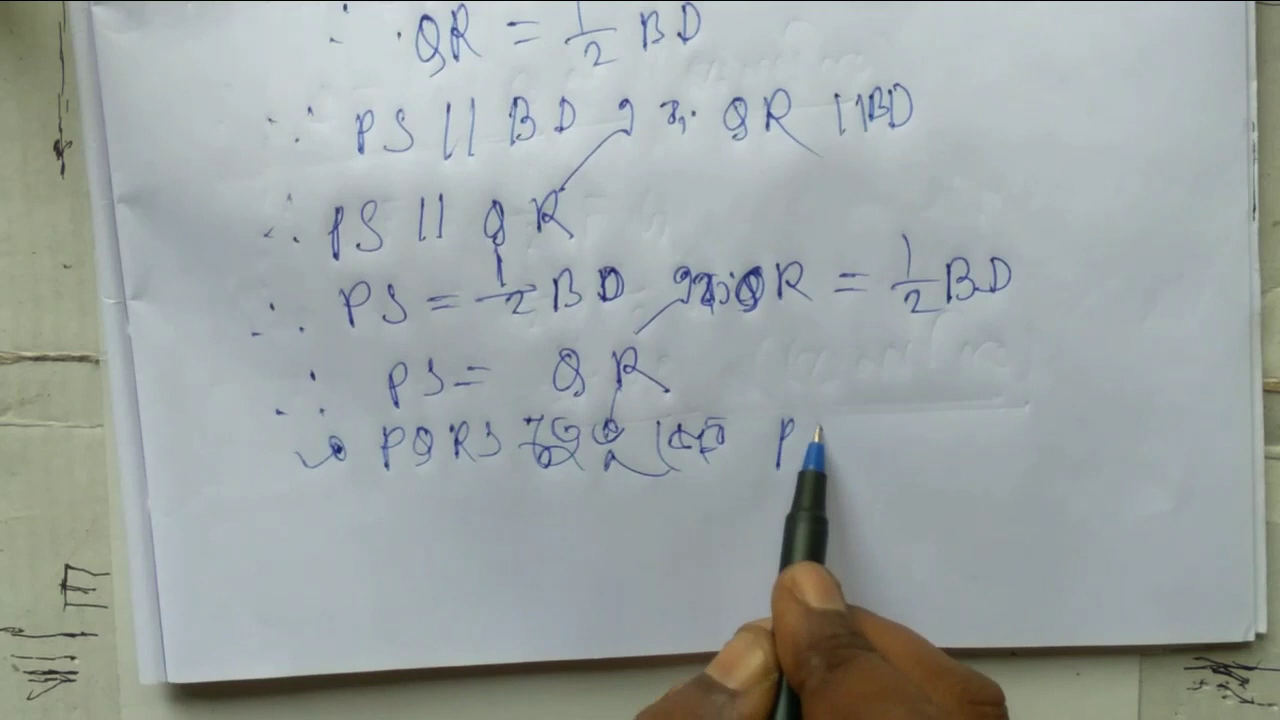 ∴ QR = 1/2 BD
∵ PS || BD এবং QR || BD
∴ PS || QR
∴ PS = 1/2 BD এবং QR = 1/2 BD
∴ PS = QR
PQRS চতুর্ভুজে P